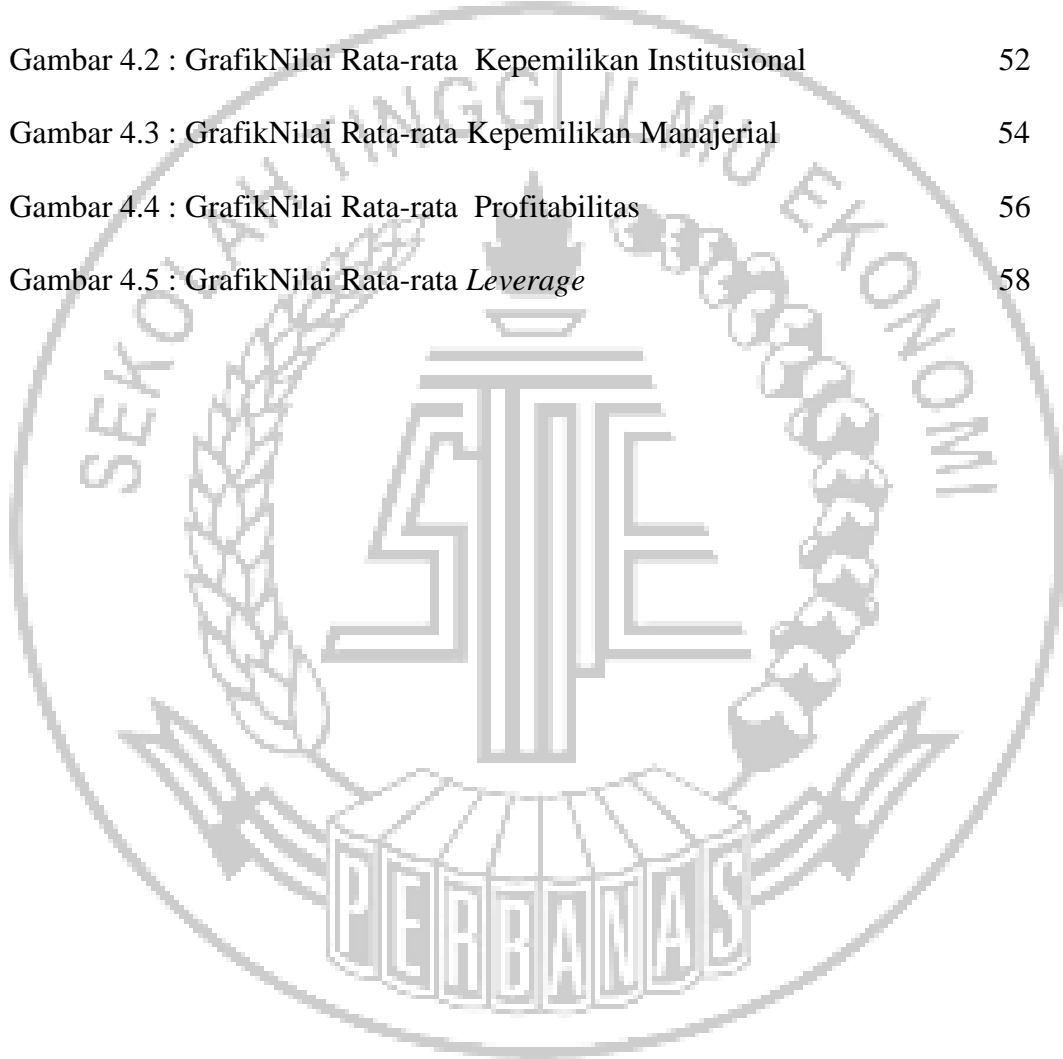 Gambar 4.2 : GrafikNilai Rata-rata  Kepemilikan Institusional 52
Gambar 4.3 : GrafikNilai Rata-rata Kepemilikan Manajerial 54
Gambar 4.4 : GrafikNilai Rata-rata  Profitabilitas 56
Gambar 4.5 : GrafikNilai Rata-rata Leverage 58
SEKOLAH TINGGI ILMU EKONOMI
STIE
PERBANAS